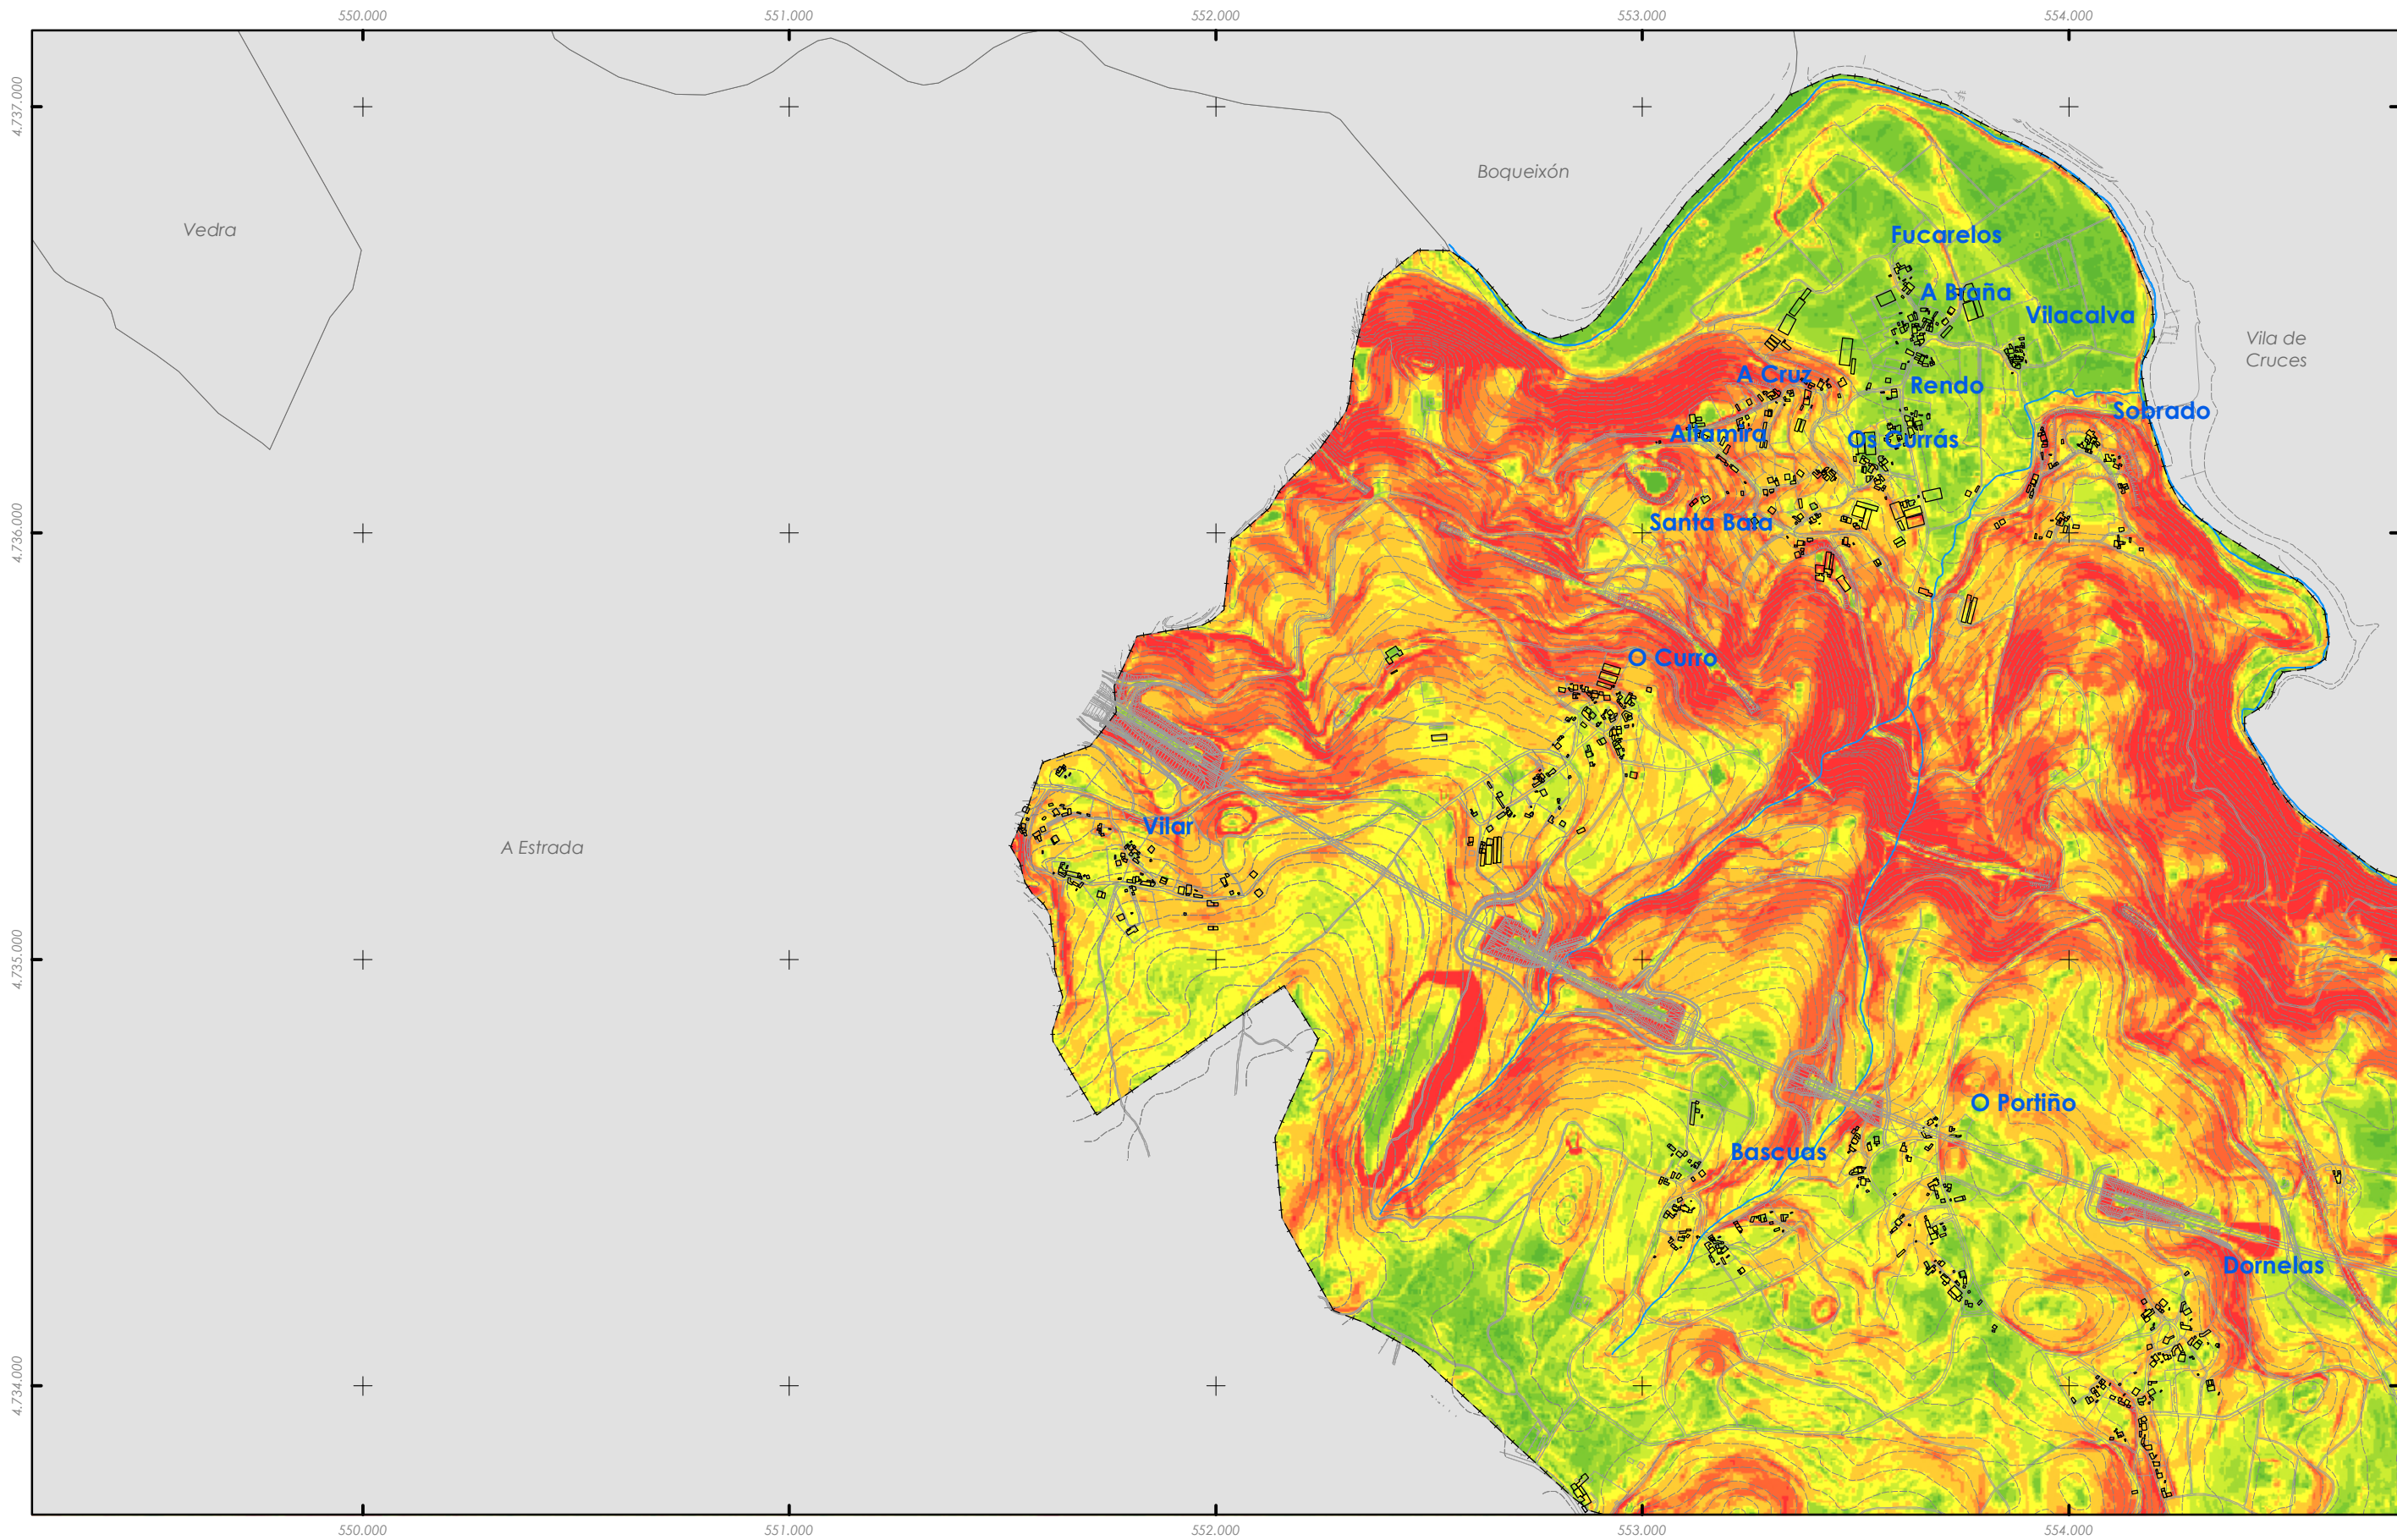 550.000
551.000
552.000
553.000
554.000
4.737.000
Boqueixón
Vedra
Fucarelos
A Braña
Vilacalva
Vila de
Cruces
A Cruz
Rendo
Sobrado
Altamira
Os Currás
Santa Baia
4.736.000
O Curro
Vilar
A Estrada
4.735.000
O Portiño
Bascuas
Dornelas
4.734.000
550.000
551.000
552.000
553.000
554.000